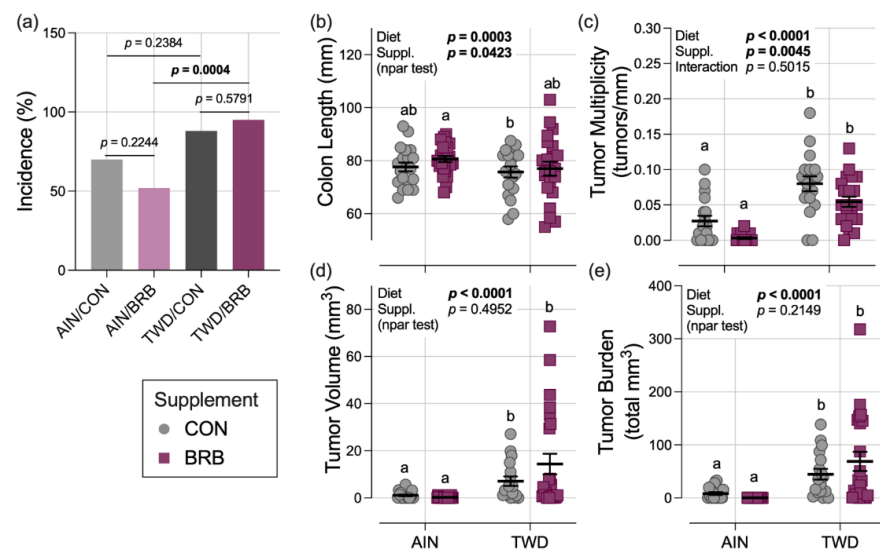 (a)
150
100
50
0
Incidence (%)
p = 0.2384
p = 0.0004
p = 0.5791
p = 0.2244
AIN/CON
AIN/BRB
TWD/CON
TWD/BRB
Supplement
CON
BRB
(b)
Diet p = 0.0003
Suppl. p = 0.0423
(npar test)
120
100
80
60
Colon Length (mm)
ab
a
b
ab
(c)
Diet p < 0.0001
Suppl. p = 0.0045
Interaction p = 0.5015
0.30
0.25
0.20
0.15
0.10
0.05
0.00
Tumor Multiplicity
(tumors/mm)
a
a
b
b
(d)
Diet p < 0.0001
Suppl. p = 0.4952
(npar test)
80
60
40
20
0
Tumor Volume (mm³)
a
a
b
b
AIN
TWD
(e)
Diet p < 0.0001
Suppl. p = 0.2149
(npar test)
400
300
200
100
0
Tumor Burden
(total mm³)
a
a
b
b
AIN
TWD